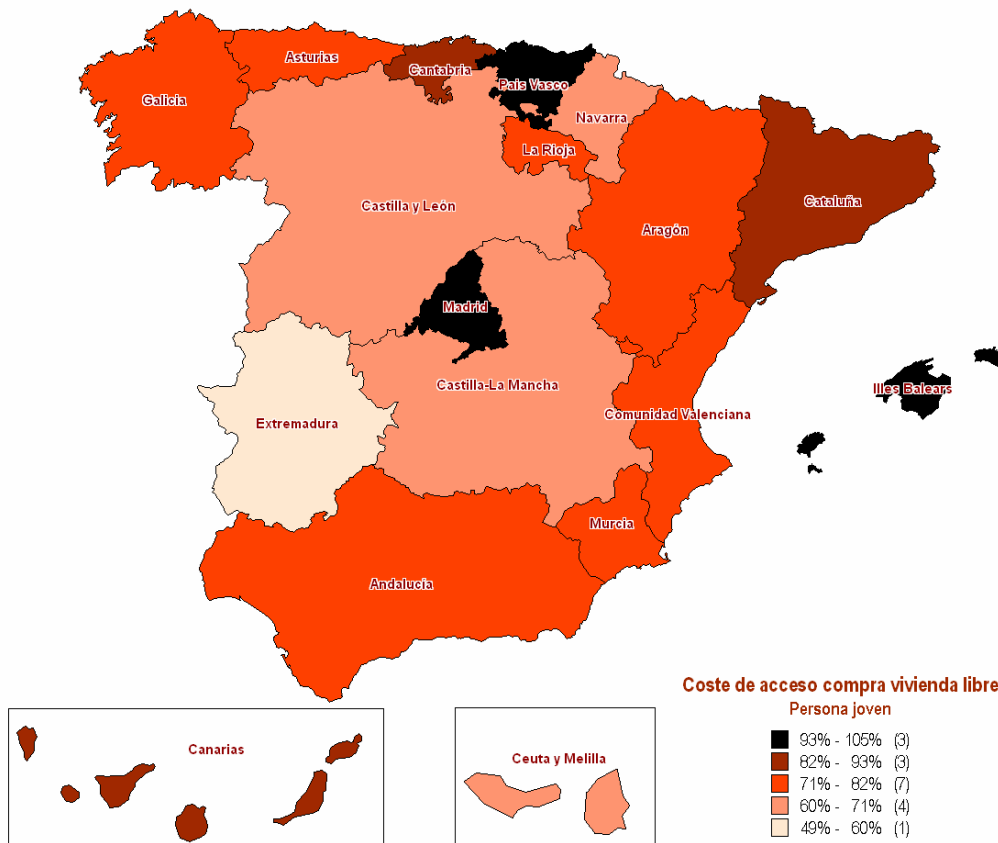 Asturias
Cantabria
País Vasco
Galicia
Navarra
La Rioja
Castilla y León
Cataluña
Aragón
Madrid
Castilla-La Mancha
Illes Balears
Comunidad Valenciana
Extremadura
Murcia
Andalucía
Canarias
Ceuta y Melilla
Coste de acceso compra vivienda libre
Persona joven
93% - 105% (3)
82% - 93% (3)
71% - 82% (7)
60% - 71% (4)
49% - 60% (1)